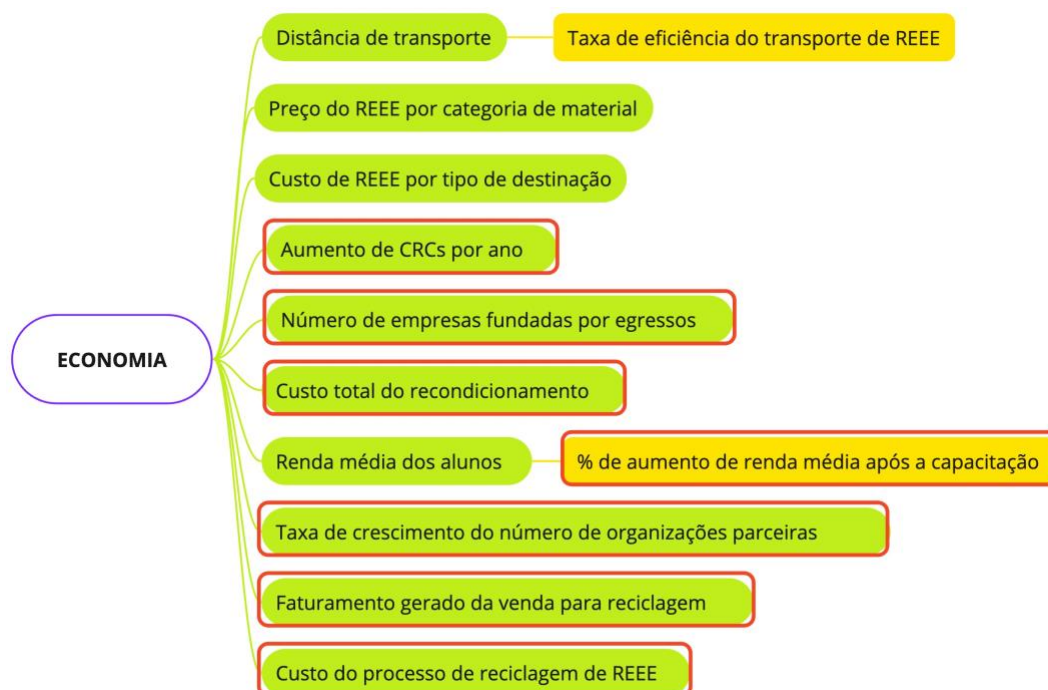 Distância de transporte
Taxa de eficiência do transporte de REEE
Preço do REEE por categoria de material
Custo de REEE por tipo de destinação
Aumento de CRCs por ano
Número de empresas fundadas por egressos
ECONOMIA
Custo total do recondicionamento
Renda média dos alunos
% de aumento de renda média após a capacitação
Taxa de crescimento do número de organizações parceiras
Faturamento gerado da venda para reciclagem
Custo do processo de reciclagem de REEE